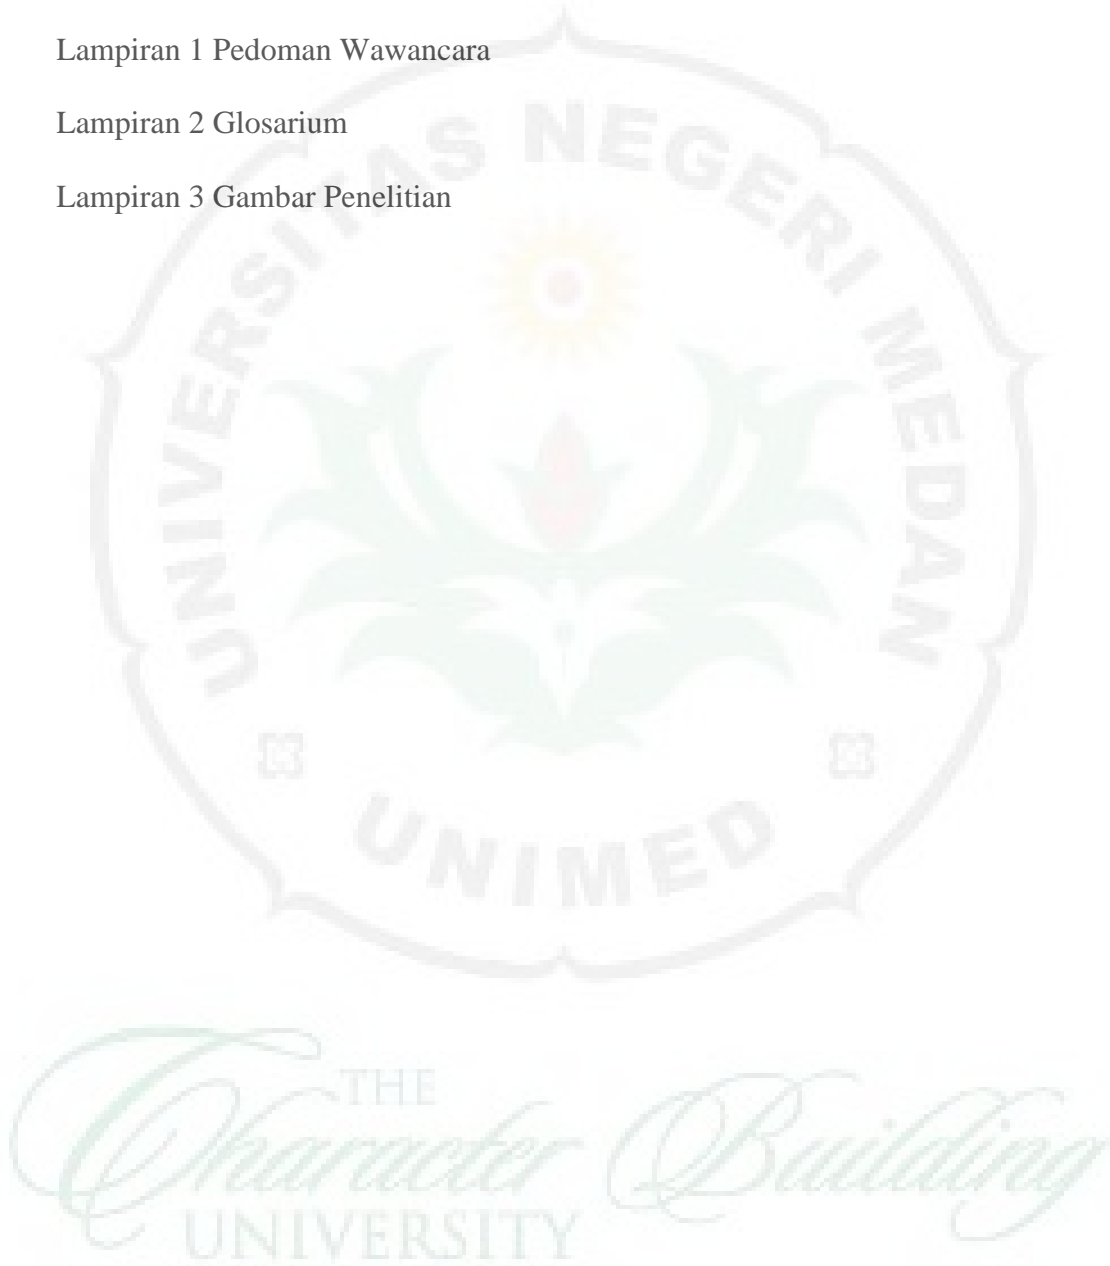 Lampiran 1 Pedoman Wawancara
Lampiran 2 Glosarium
Lampiran 3 Gambar Penelitian
UNIVERSITAS NEGERI MEDAN
UNIMED
THE
Character Building
UNIVERSITY